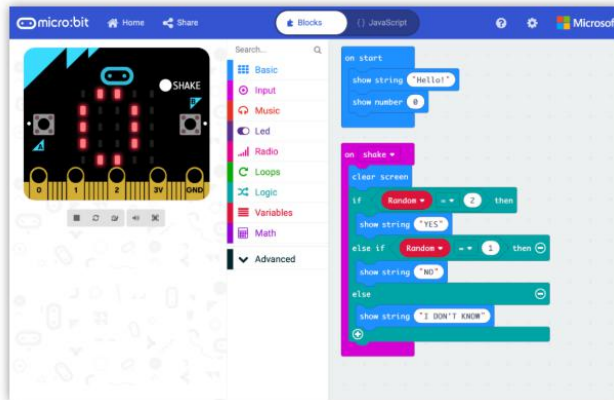 micro:bit Home Share Blocks {} JavaScript ? Microsoft
SHAKE
B
A
0 1 2 3V GND
Search...
Basic
Input
Music
Led
Radio
Loops
Logic
Variables
Math
Advanced
on start
show string "Hello!"
show number 0
on shake
clear screen
if Random = 2 then
show string "YES"
else if Random = 1 then
show string "NO"
else
show string "I DON'T KNOW"